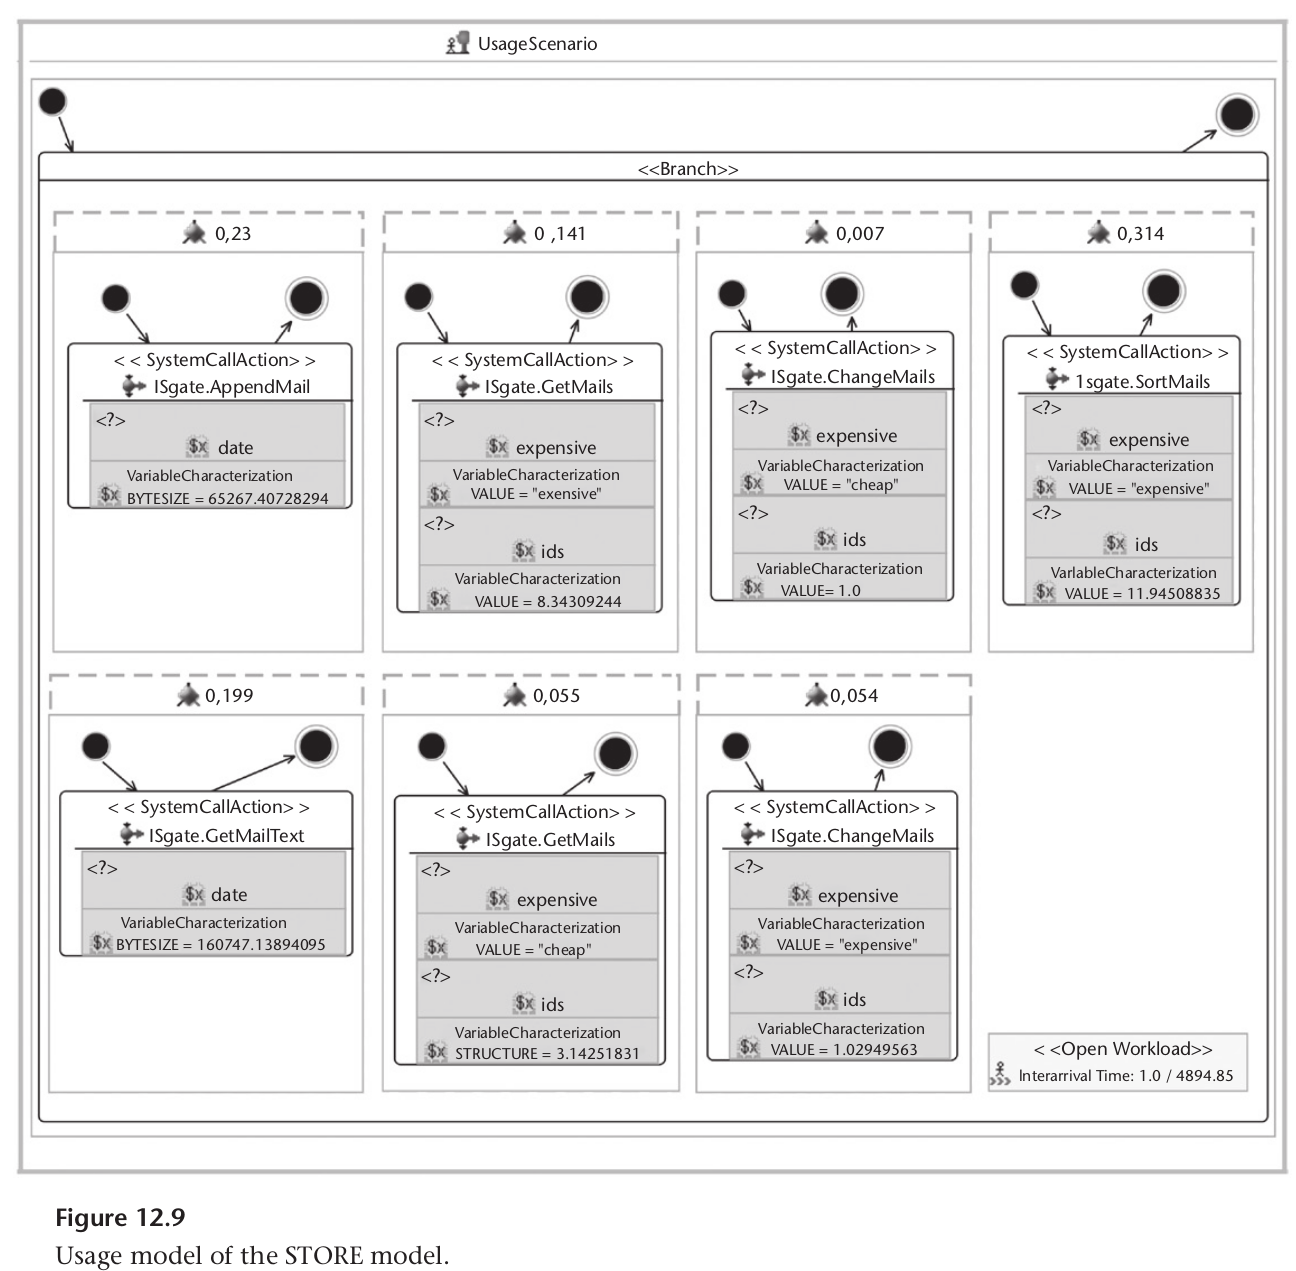 UsageScenario
<<Branch>>
0,23
< < SystemCallAction> >
ISgate.AppendMail
<?>
date
VariableCharacterization
BYTESIZE = 65267.40728294
0 ,141
< < SystemCallAction> >
ISgate.GetMails
<?>
expensive
VariableCharacterization
VALUE = "exensive"
<?>
ids
VariableCharacterization
VALUE = 8.34309244
0,007
< < SystemCallAction> >
ISgate.ChangeMails
<?>
expensive
VariableCharacterization
VALUE = "cheap"
<?>
ids
VariableCharacterization
VALUE= 1.0
0,314
< < SystemCallAction> >
1sgate.SortMails
<?>
expensive
VariableCharacterization
VALUE = "expensive"
<?>
ids
VarlableCharacterization
VALUE = 11.94508835
0,199
< < SystemCallAction> >
ISgate.GetMailText
<?>
date
VariableCharacterization
BYTESIZE = 160747.13894095
0,055
< < SystemCallAction> >
ISgate.GetMails
<?>
expensive
VariableCharacterization
VALUE = "cheap"
<?>
ids
VariableCharacterization
STRUCTURE = 3.14251831
0,054
< < SystemCallAction> >
ISgate.ChangeMails
<?>
expensive
VariableCharacterization
VALUE = "expensive"
<?>
ids
VariableCharacterization
VALUE = 1.02949563
< <Open Workload>>
Interarrival Time: 1.0 / 4894.85
Figure 12.9
Usage model of the STORE model.